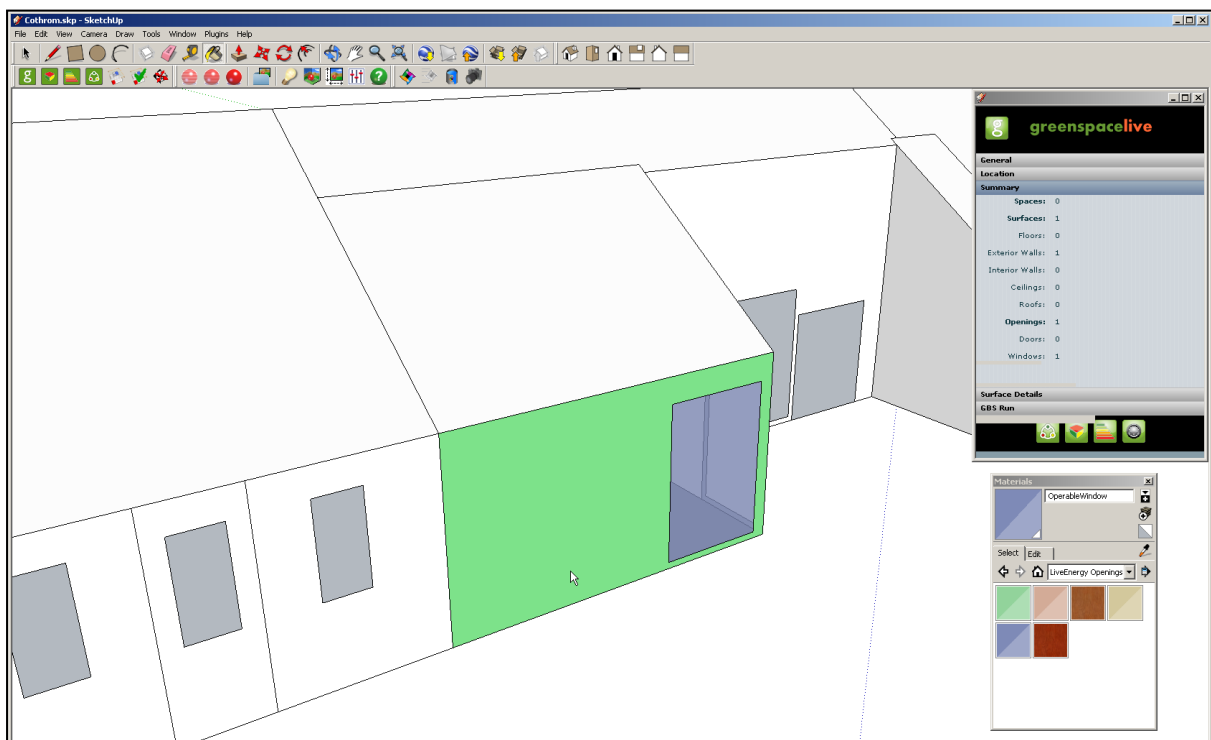 Cothrom.skp - SketchUp
File Edit View Camera Draw Tools Window Plugins Help
g
g greenspacelive
General
Location
Summary
Spaces: 0
Surfaces: 1
Floors: 0
Exterior Walls: 1
Interior Walls: 0
Ceilings: 0
Roofs: 0
Openings: 1
Doors: 0
Windows: 1
Surface Details
GBS Run
Materials
OperableWindow
Select Edit
LiveEnergy Openings